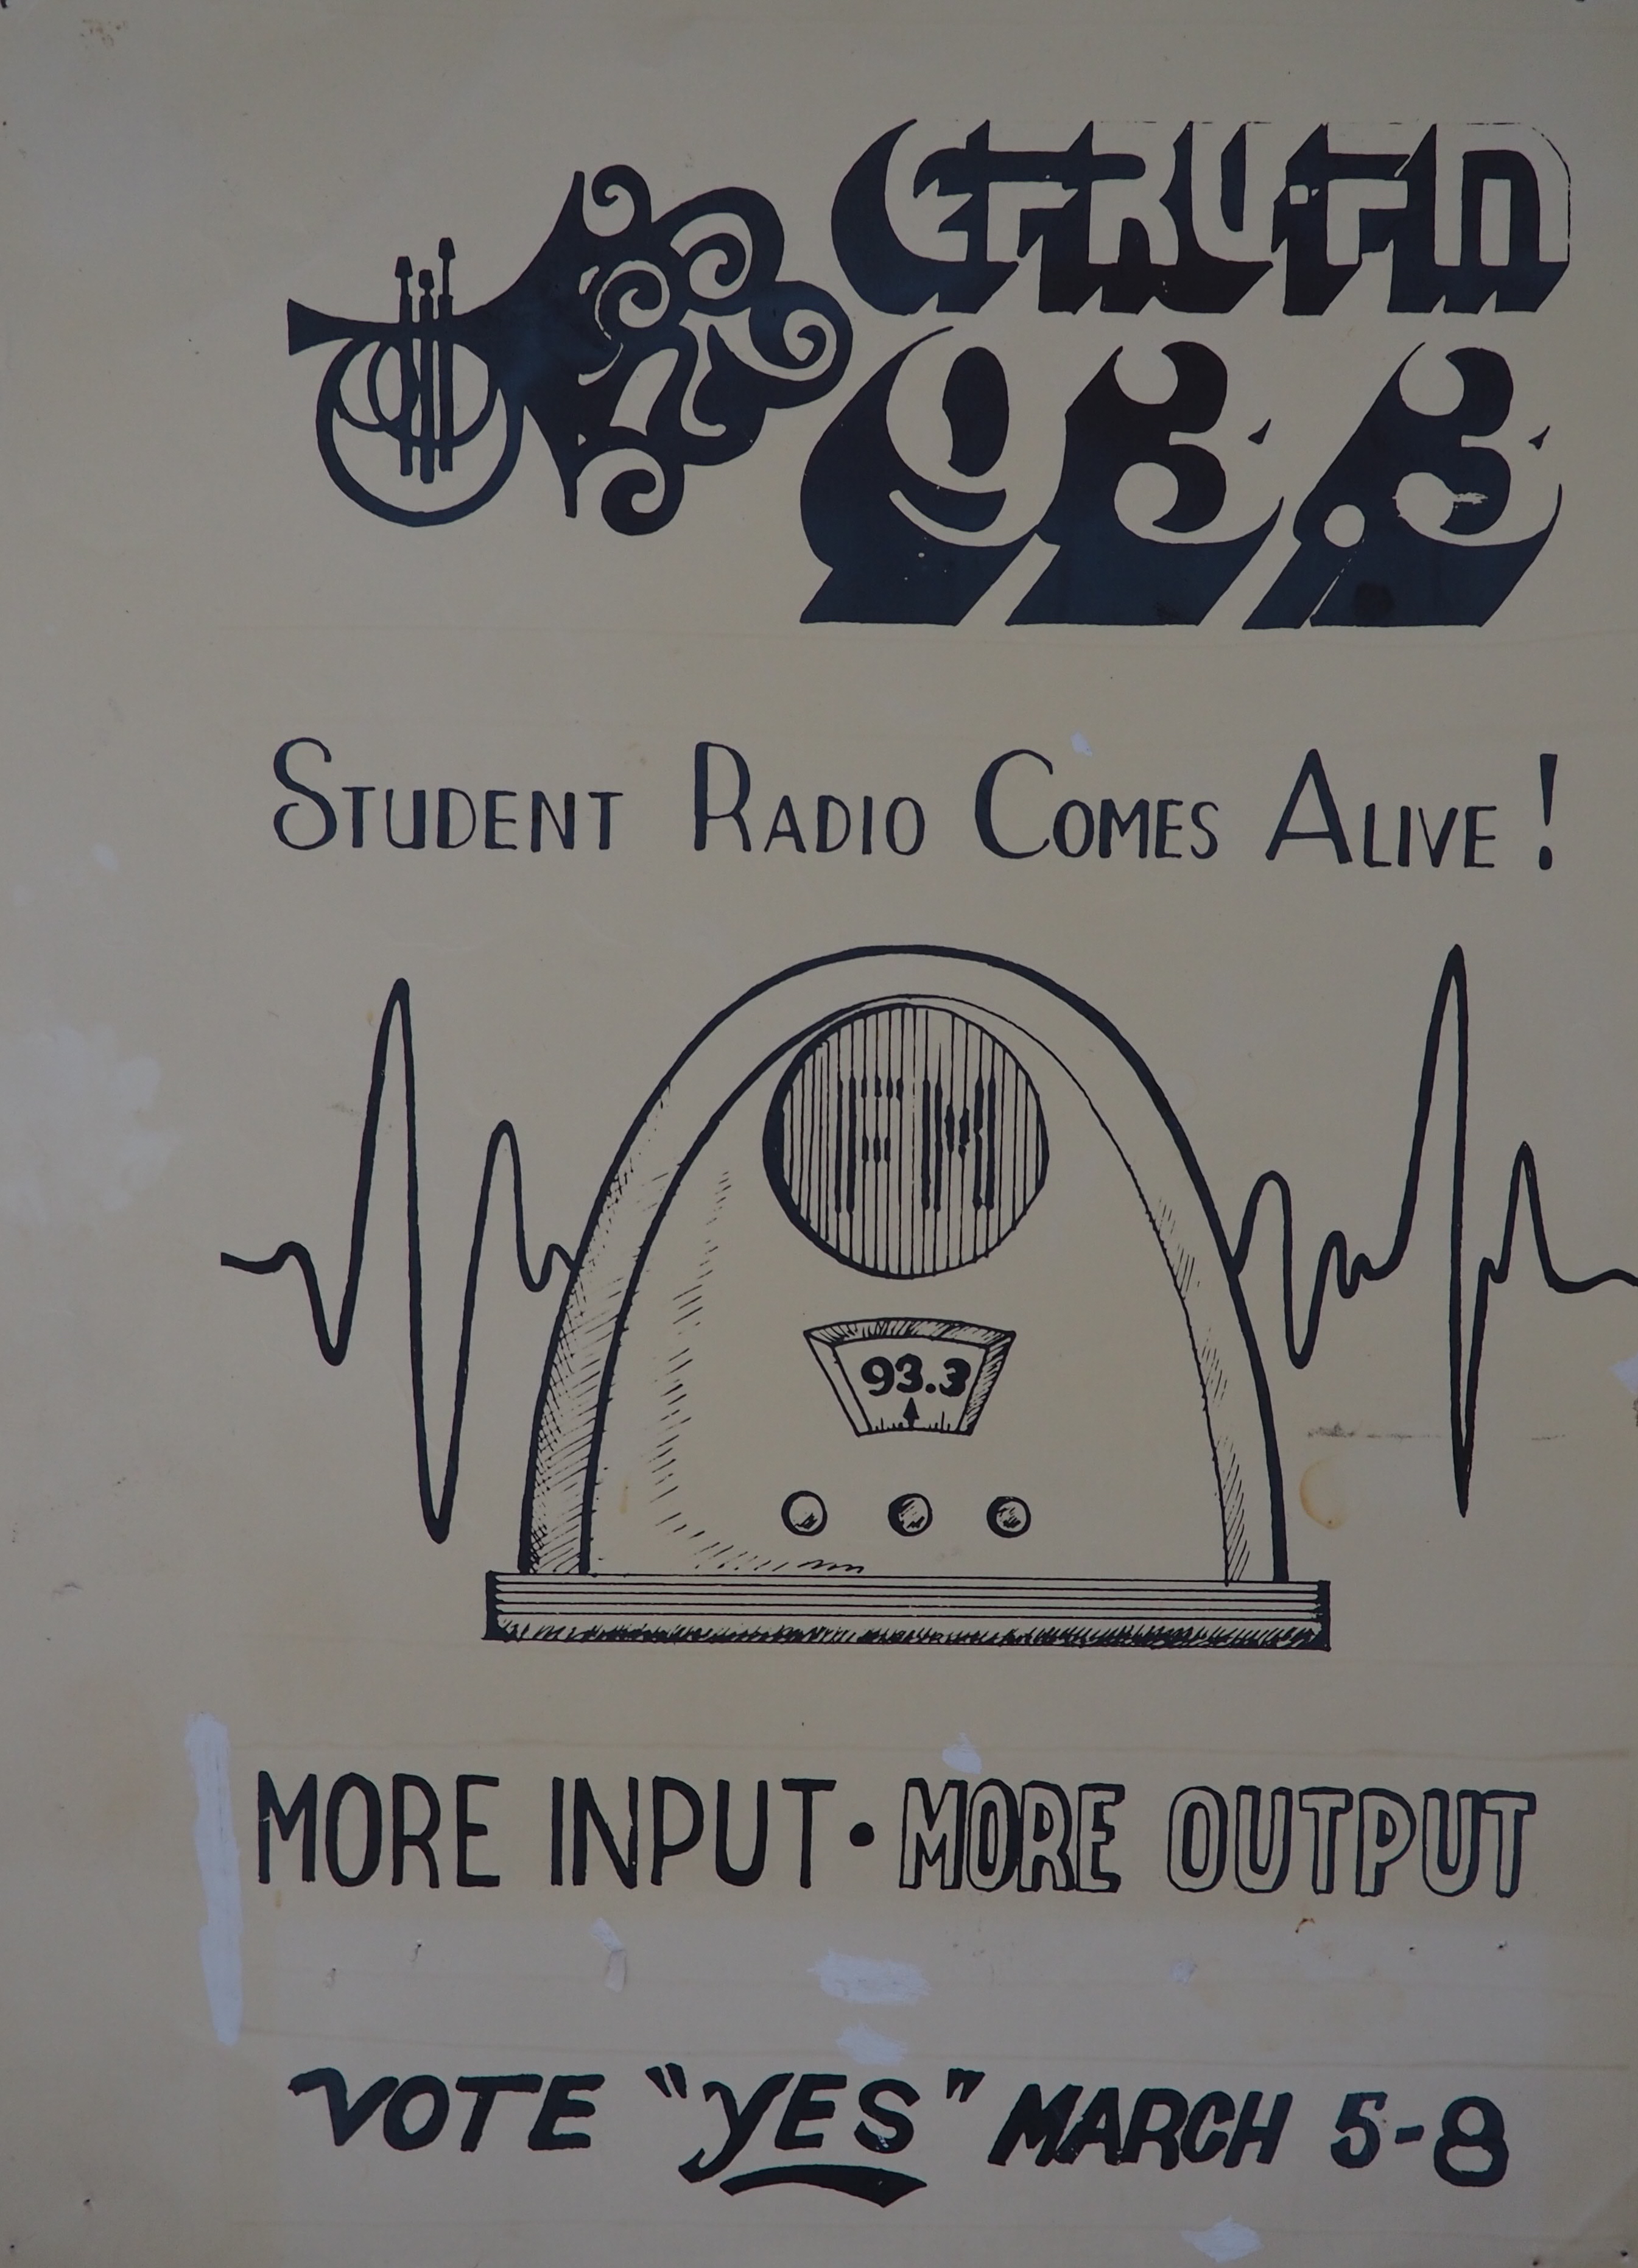 CFRU-FM
93.3
STUDENT RADIO COMES ALIVE!
FM
93.3
MORE INPUT • MORE OUTPUT
VOTE "YES" MARCH 5-8